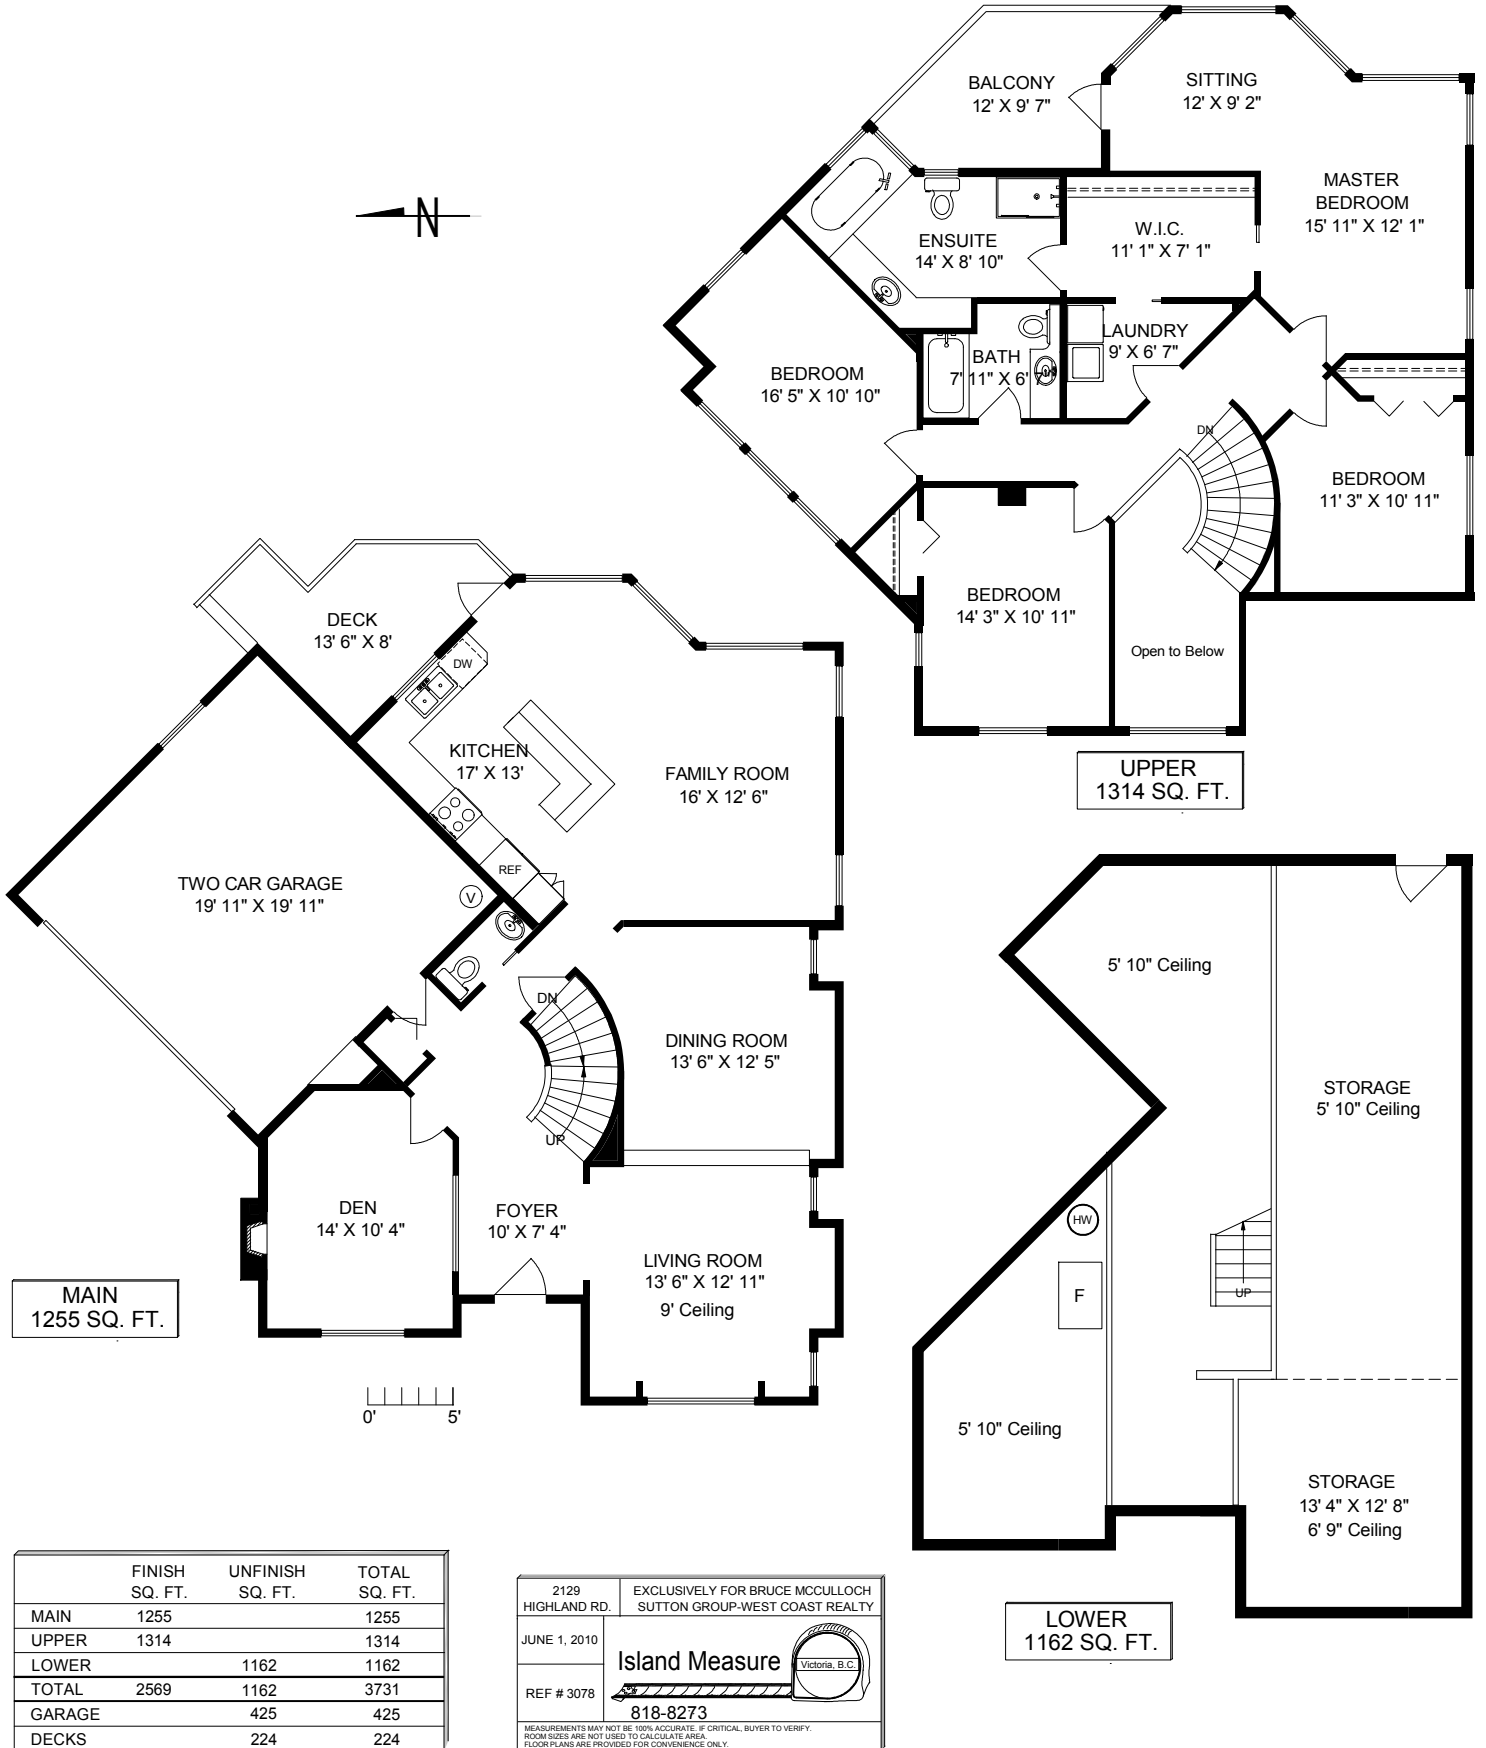 BALCONY
12' X 9' 7"
SITTING
12' X 9' 2"
MASTER
BEDROOM
15' 11" X 12' 1"
N
ENSUITE
14' X 8' 10"
W.I.C.
11' 1" X 7' 1"
LAUNDRY
9' X 6' 7"
BATH
7' 11" X 6' 7"
BEDROOM
16' 5" X 10' 10"
DN
BEDROOM
11' 3" X 10' 11"
BEDROOM
14' 3" X 10' 11"
Open to Below
UPPER
1314 SQ. FT.
DECK
13' 6" X 8'
DW
KITCHEN
17' X 13'
FAMILY ROOM
16' X 12' 6"
REF
V
TWO CAR GARAGE
19' 11" X 19' 11"
DN
DINING ROOM
13' 6" X 12' 5"
UP
DEN
14' X 10' 4"
FOYER
10' X 7' 4"
LIVING ROOM
13' 6" X 12' 11"
9' Ceiling
MAIN
1255 SQ. FT.
0' 5'
5' 10" Ceiling
STORAGE
5' 10" Ceiling
HW
F
UP
5' 10" Ceiling
STORAGE
13' 4" X 12' 8"
6' 9" Ceiling
LOWER
1162 SQ. FT.
FINISH UNFINISH TOTAL
SQ. FT. SQ. FT. SQ. FT.
MAIN 1255 1255
UPPER 1314 1314
LOWER 1162 1162
TOTAL 2569 1162 3731
GARAGE 425 425
DECKS 224 224
2129
HIGHLAND RD.
EXCLUSIVELY FOR BRUCE MCCULLOCH
SUTTON GROUP-WEST COAST REALTY
JUNE 1, 2010
REF # 3078
Island Measure
Victoria, B.C.
818-8273
MEASUREMENTS MAY NOT BE 100% ACCURATE. IF CRITICAL, BUYER TO VERIFY.
ROOM SIZES ARE NOT USED TO CALCULATE AREA.
FLOOR PLANS ARE PROVIDED FOR CONVENIENCE ONLY.